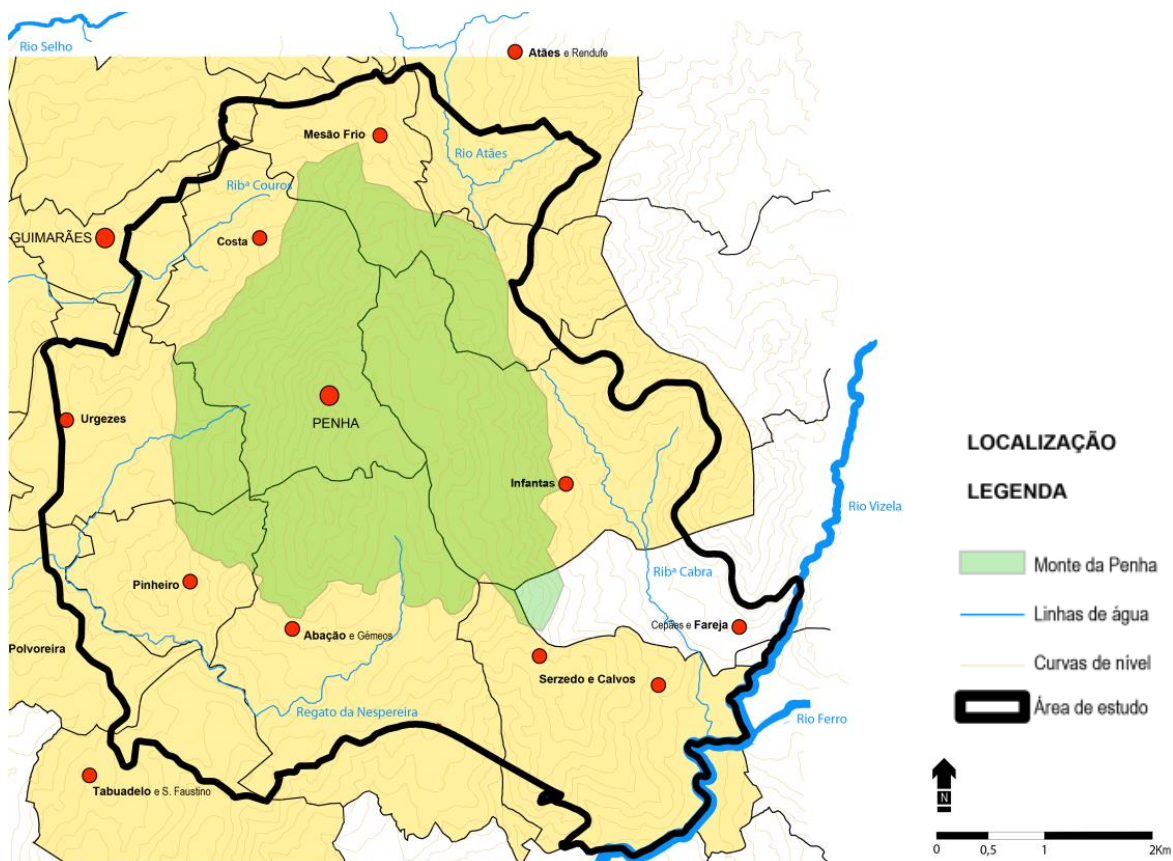 Rio Selho
Atães e Rendufe
Mesão Frio
Rio Atães
Ribª Couros
GUIMARÃES
Costa
PENHA
Urgezes
Infantas
Rio Vizela
Ribª Cabra
Pinheiro
Abação e Gémeos
Cepães e Fareja
Polvoreira
Serzedo e Calvos
Regato da Nespereira
Rio Ferro
Tabuadelo e S. Faustino
LOCALIZAÇÃO
LEGENDA
Monte da Penha
Linhas de água
Curvas de nível
Área de estudo
N
0 0,5 1 2Km